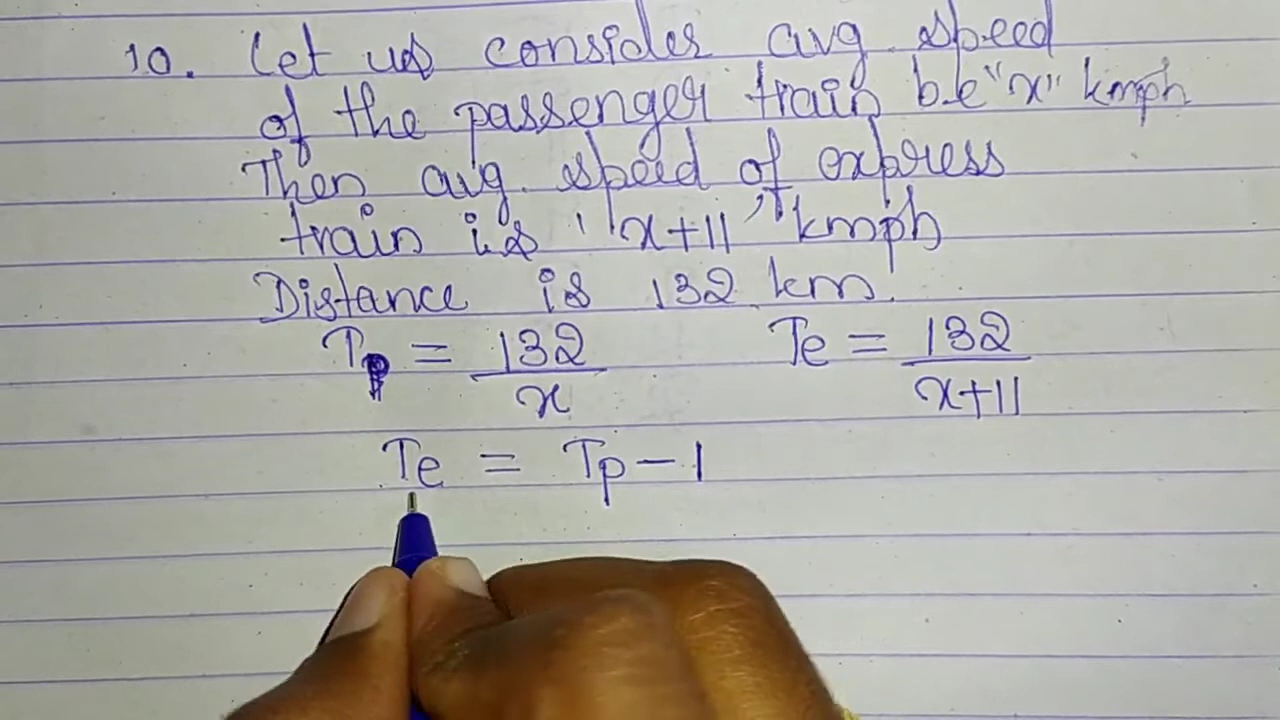 10. Let us consider avg. speed
of the passenger train be "x" kmph
Then avg. speed of express
train is "x+11" kmph
Distance is 132 km.
Tp = 132/x Te = 132/x+11
Te = Tp - 1